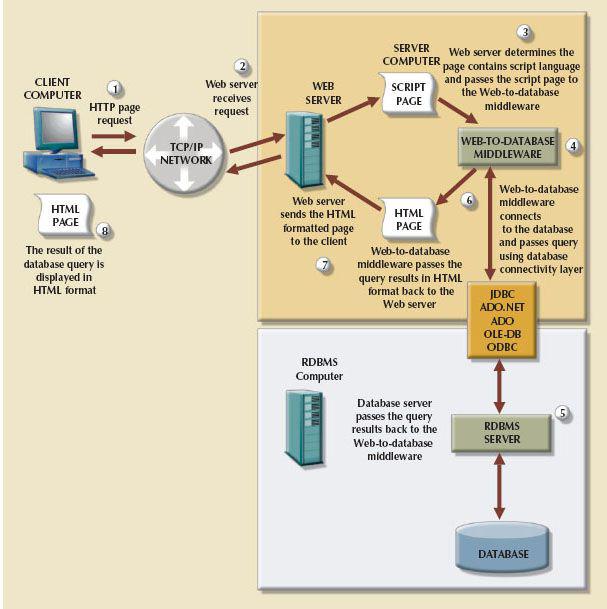 CLIENT
COMPUTER
1
HTTP page
request
2
Web server
receives
request
TCP/IP
NETWORK
WEB
SERVER
SERVER
COMPUTER
SCRIPT
PAGE
3
Web server determines the
page contains script language
and passes the script page to
the Web-to-database
middleware
WEB-TO-DATABASE
MIDDLEWARE
4
Web-to-database
middleware
connects
to the database
and passes query
using database
connectivity layer
JDBC
ADO.NET
ADO
OLE-DB
ODBC
RDBMS
Computer
Database server
passes the query
results back to the
Web-to-database
middleware
5
RDBMS
SERVER
DATABASE
6
HTML
PAGE
Web-to-database
middleware passes the
query results in HTML
format back to the
Web server
Web server
sends the HTML
formatted page
to the client
7
HTML
PAGE
8
The result of the
database query is
displayed in
HTML format